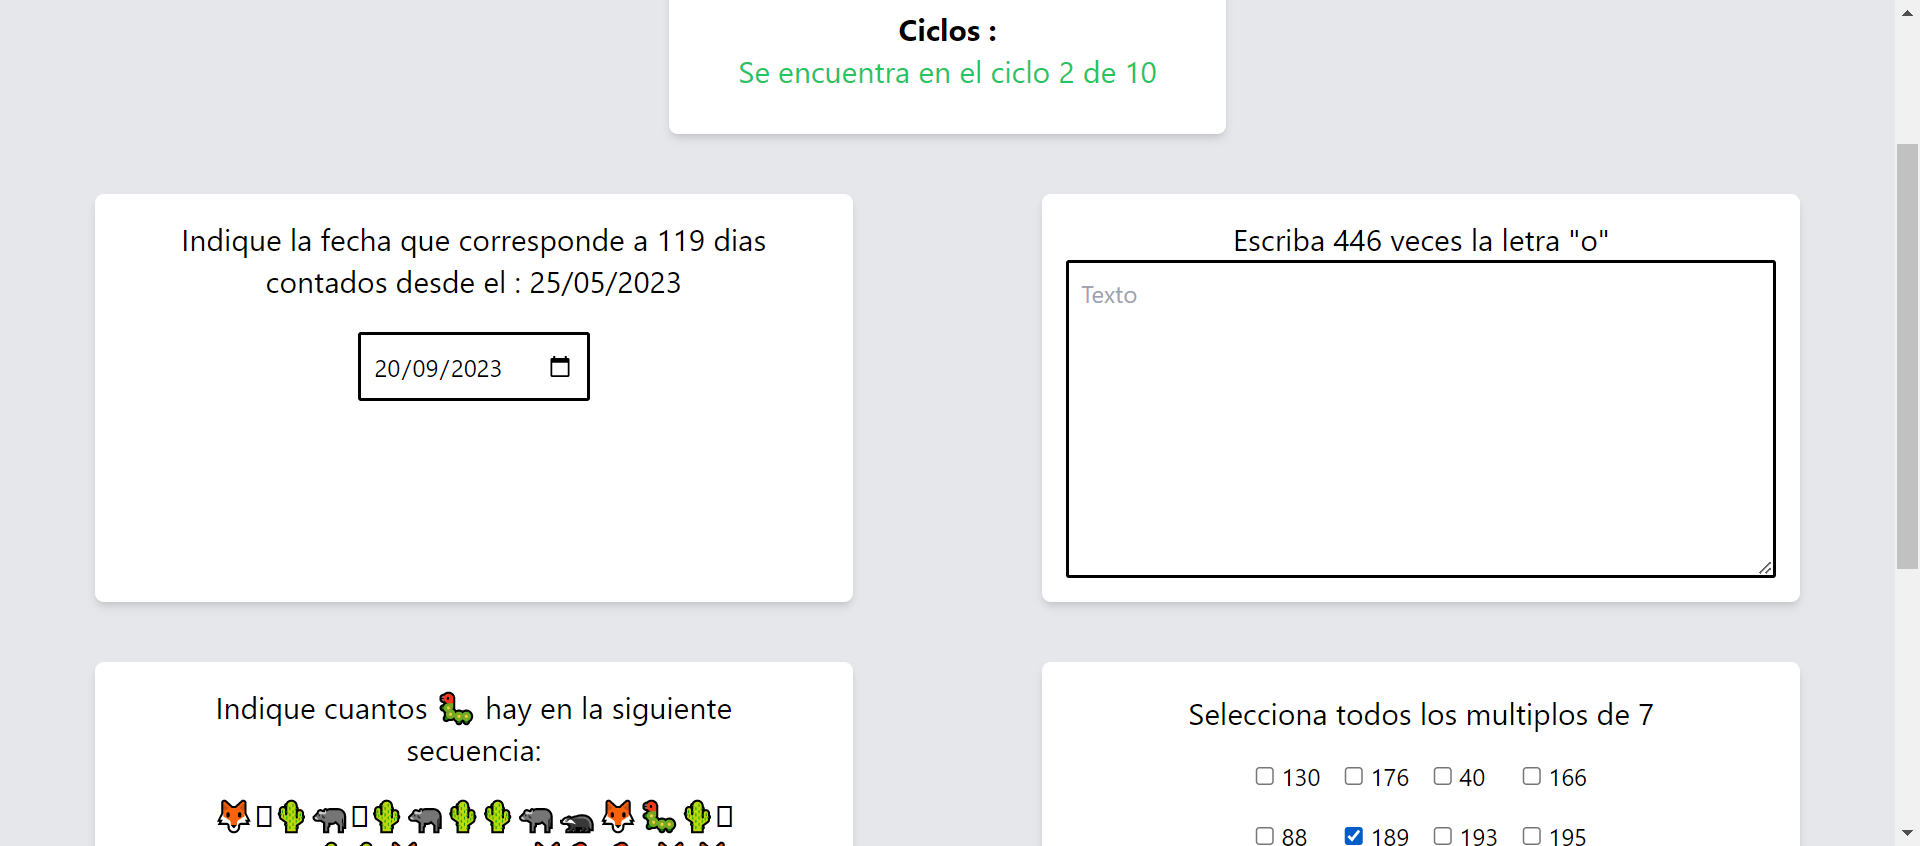 Ciclos :
Se encuentra en el ciclo 2 de 10
Indique la fecha que corresponde a 119 dias
contados desde el : 25/05/2023
20/09/2023
Escriba 446 veces la letra "o"
Texto
Indique cuantos 🐛 hay en la siguiente
secuencia:
Selecciona todos los multiplos de 7
130 176 40 166
88 189 193 195